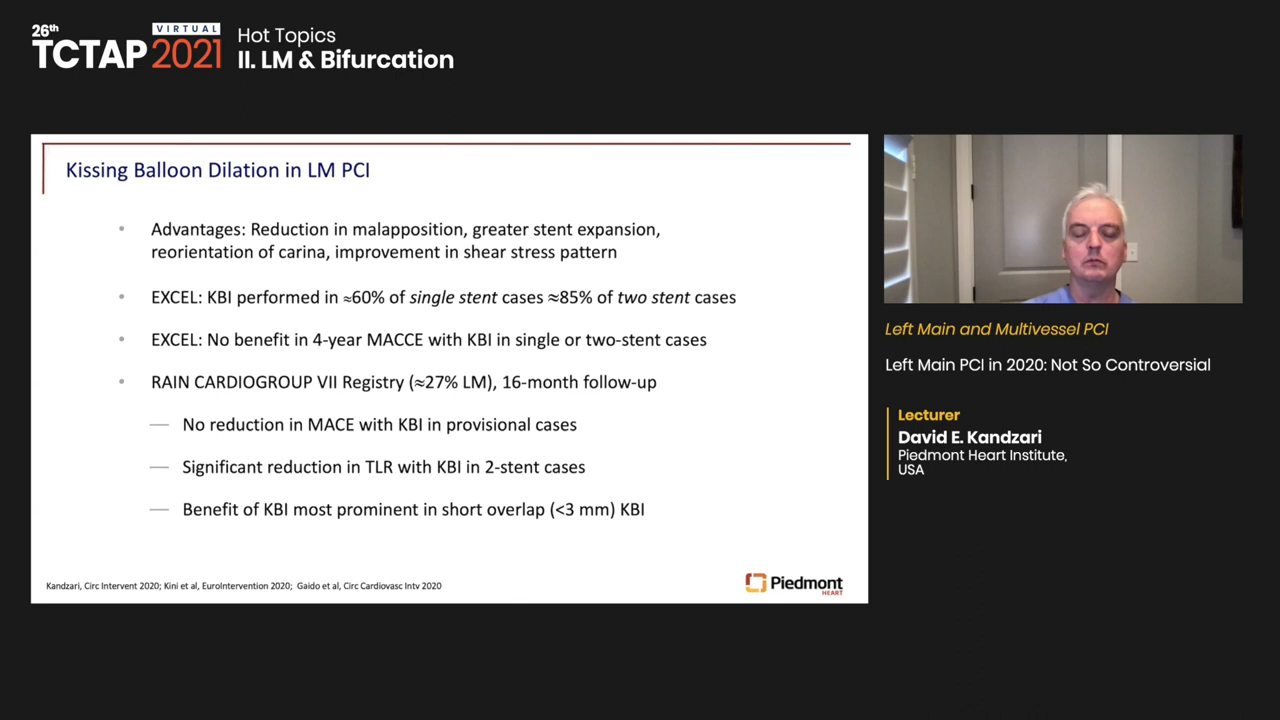 26th
VIRTUAL
TCTAP 2021
Hot Topics
II. LM & Bifurcation
Kissing Balloon Dilation in LM PCI
• Advantages: Reduction in malapposition, greater stent expansion,
reorientation of carina, improvement in shear stress pattern
• EXCEL: KBI performed in ≈60% of single stent cases ≈85% of two stent cases
• EXCEL: No benefit in 4-year MACCE with KBI in single or two-stent cases
• RAIN CARDIOGROUP VII Registry (≈27% LM), 16-month follow-up
— No reduction in MACE with KBI in provisional cases
— Significant reduction in TLR with KBI in 2-stent cases
— Benefit of KBI most prominent in short overlap (<3 mm) KBI
Kandzari, Circ Intervent 2020; Kini et al, EuroIntervention 2020; Gaido et al, Circ Cardiovasc Intv 2020
Piedmont
HEART
Left Main and Multivessel PCI
Left Main PCI in 2020: Not So Controversial
Lecturer
David E. Kandzari
Piedmont Heart Institute,
USA